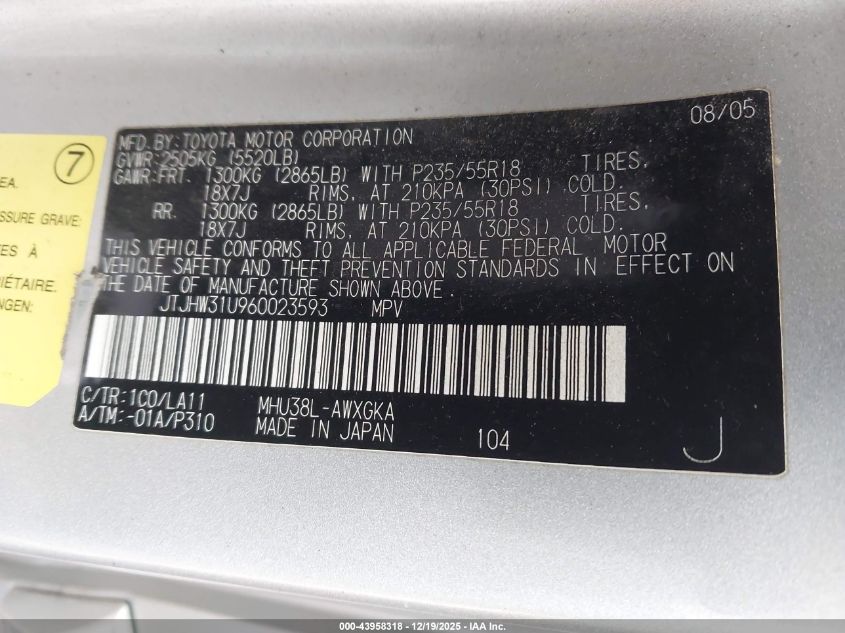 08/05
MFD. BY: TOYOTA MOTOR CORPORATION
GVWR: 2505KG (5520LB)
GAWR: FRT. 1300KG (2865LB) WITH P235/55R18 TIRES,
18X7J RIMS, AT 210KPA (30PSI) COLD.
RR. 1300KG (2865LB) WITH P235/55R18 TIRES,
18X7J RIMS, AT 210KPA (30PSI) COLD.
THIS VEHICLE CONFORMS TO ALL APPLICABLE FEDERAL MOTOR
VEHICLE SAFETY AND THEFT PREVENTION STANDARDS IN EFFECT ON
THE DATE OF MANUFACTURE SHOWN ABOVE.
JTJHW31U960023593 MPV
C/TR: 1C0/LA11 MHU38L-AWXGKA
A/TM: -01A/P310 MADE IN JAPAN 104 J
7
EA.
SSURE GRAVE:
ES À
IÉTAIRE.
NGEN:
000-43958318 - 12/19/2025 - IAA Inc.